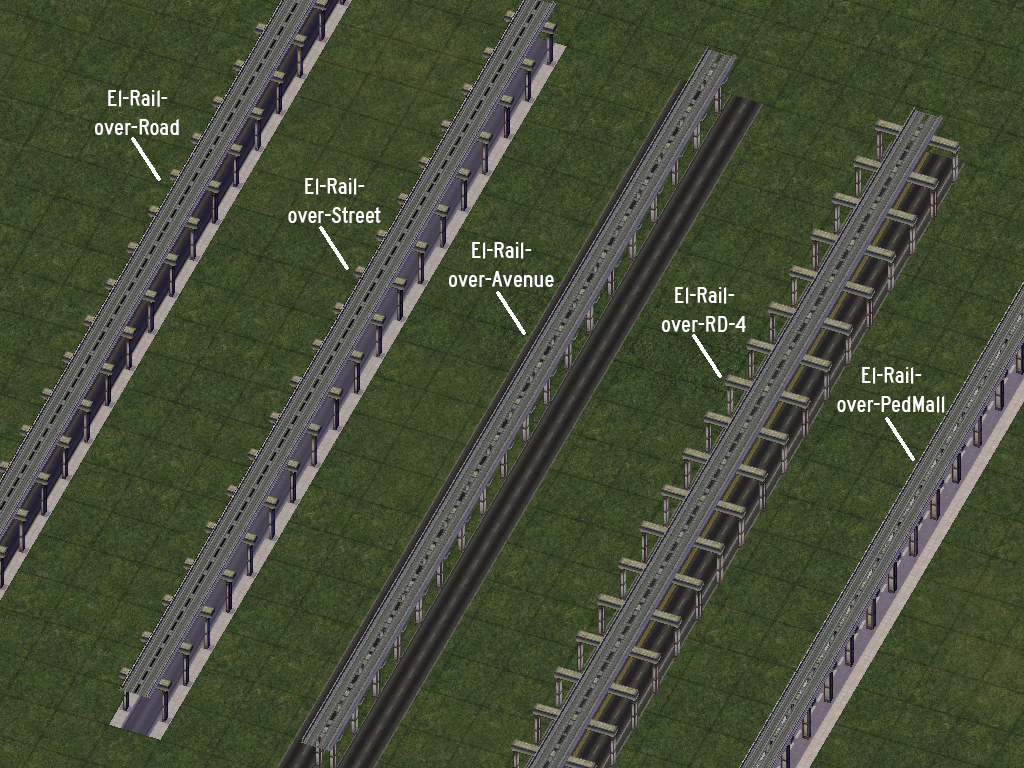 El-Rail-
over-Road
El-Rail-
over-Street
El-Rail-
over-Avenue
El-Rail-
over-RD-4
El-Rail-
over-PedMall